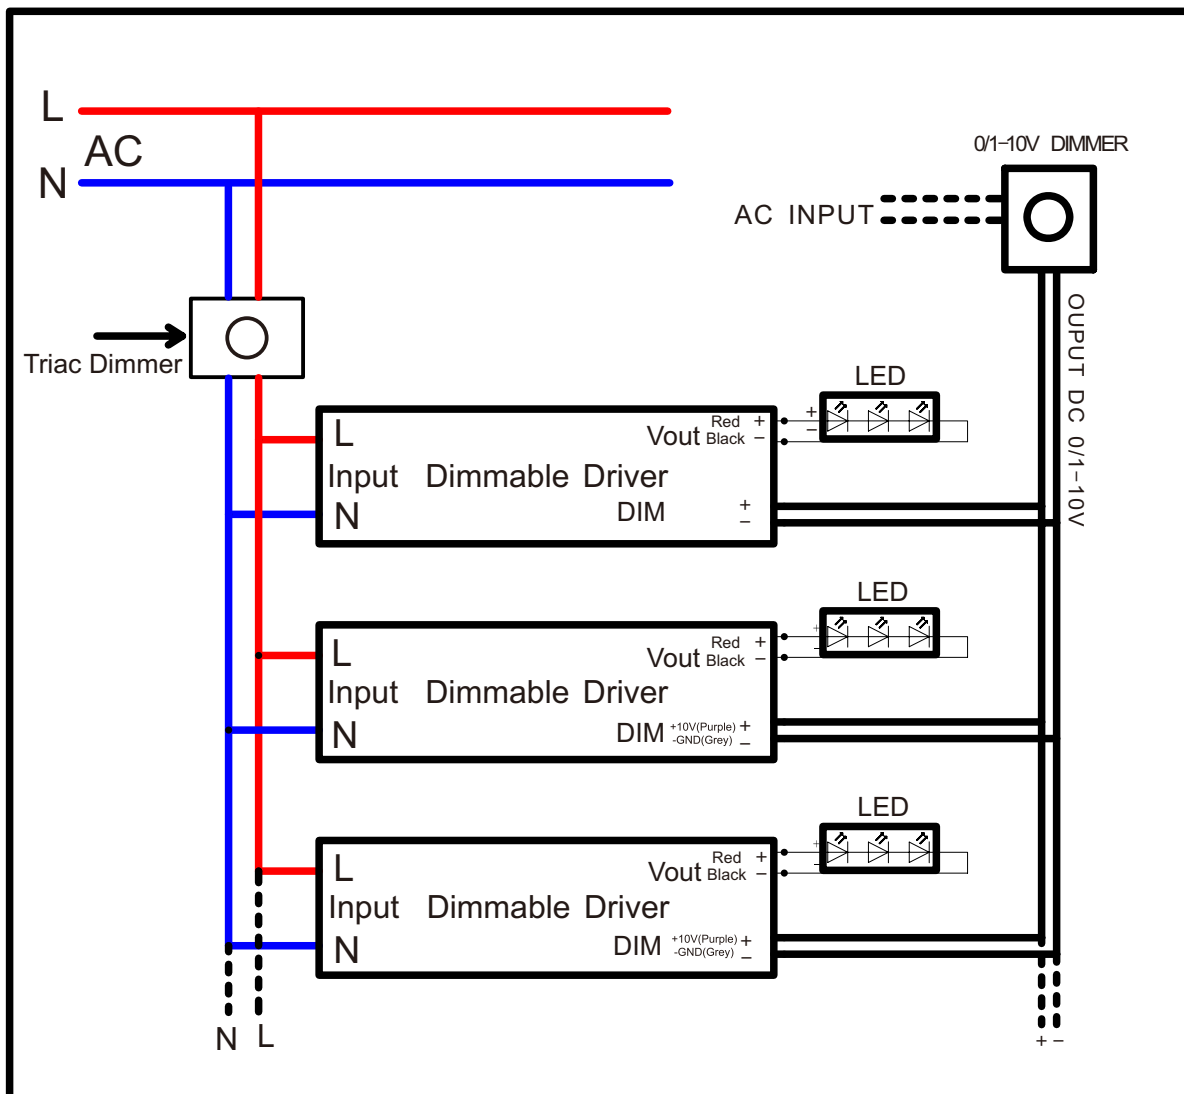 L
AC
N
0/1-10V DIMMER
AC INPUT
OUPUT DC 0/1-10V
Triac Dimmer
LED
+
-
L
Vout
Red +
Black -
Input Dimmable Driver
N
DIM
+
-
LED
+
-
L
Vout
Red +
Black -
Input Dimmable Driver
N
DIM
+10V(Purple) +
-GND(Grey) -
LED
+
-
L
Vout
Red +
Black -
Input Dimmable Driver
N
DIM
+10V(Purple) +
-GND(Grey) -
N L
+ -